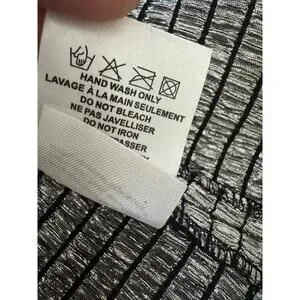 HAND WASH ONLY
LAVAGE À LA MAIN SEULEMENT
DO NOT BLEACH
NE PAS JAVELLISER
DO NOT IRON